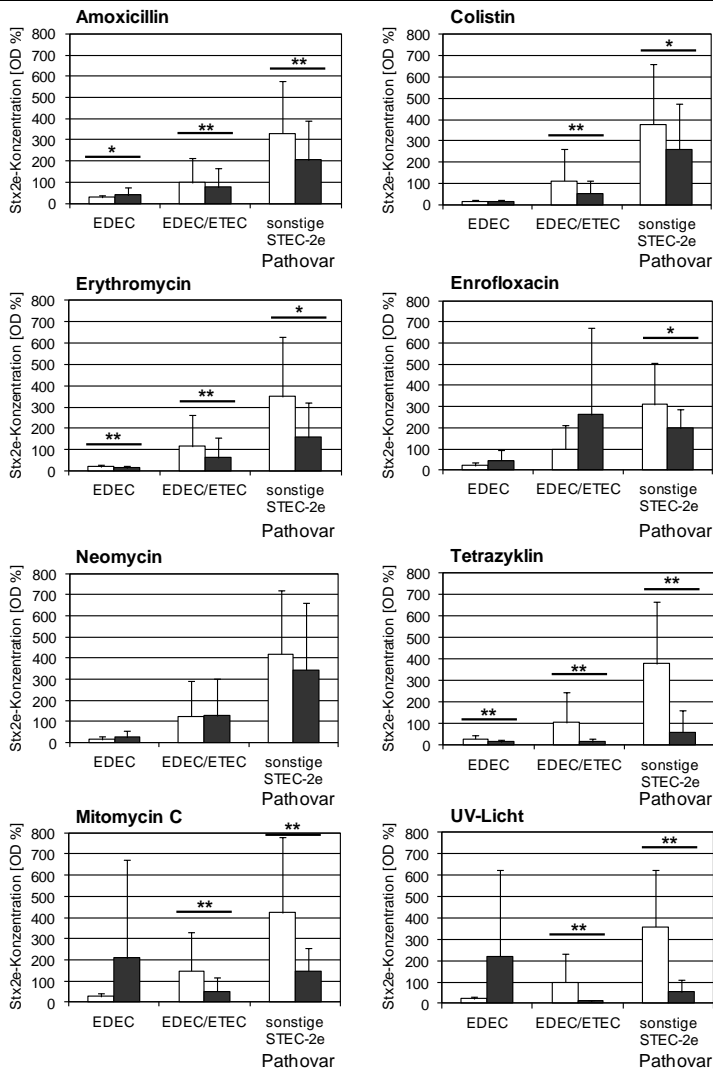 Amoxicillin
Stx2e-Konzentration [OD %]
800
700
600
500
400
300
200
100
0
*
**
**
EDEC
EDEC/ETEC
sonstige
STEC-2e
Pathovar
Colistin
Stx2e-Konzentration [OD %]
800
700
600
500
400
300
200
100
0
**
*
EDEC
EDEC/ETEC
sonstige
STEC-2e
Pathovar
Erythromycin
Stx2e-Konzentration [OD %]
800
700
600
500
400
300
200
100
0
**
**
*
EDEC
EDEC/ETEC
sonstige
STEC-2e
Pathovar
Enrofloxacin
Stx2e-Konzentration [OD %]
800
700
600
500
400
300
200
100
0
*
EDEC
EDEC/ETEC
sonstige
STEC-2e
Pathovar
Neomycin
Stx2e-Konzentration [OD %]
800
700
600
500
400
300
200
100
0
EDEC
EDEC/ETEC
sonstige
STEC-2e
Pathovar
Tetrazyklin
Stx2e-Konzentration [OD %]
800
700
600
500
400
300
200
100
0
**
**
**
EDEC
EDEC/ETEC
sonstige
STEC-2e
Pathovar
Mitomycin C
Stx2e-Konzentration [OD %]
800
700
600
500
400
300
200
100
0
**
**
EDEC
EDEC/ETEC
sonstige
STEC-2e
Pathovar
UV-Licht
Stx2e-Konzentration [OD %]
800
700
600
500
400
300
200
100
0
**
**
EDEC
EDEC/ETEC
sonstige
STEC-2e
Pathovar